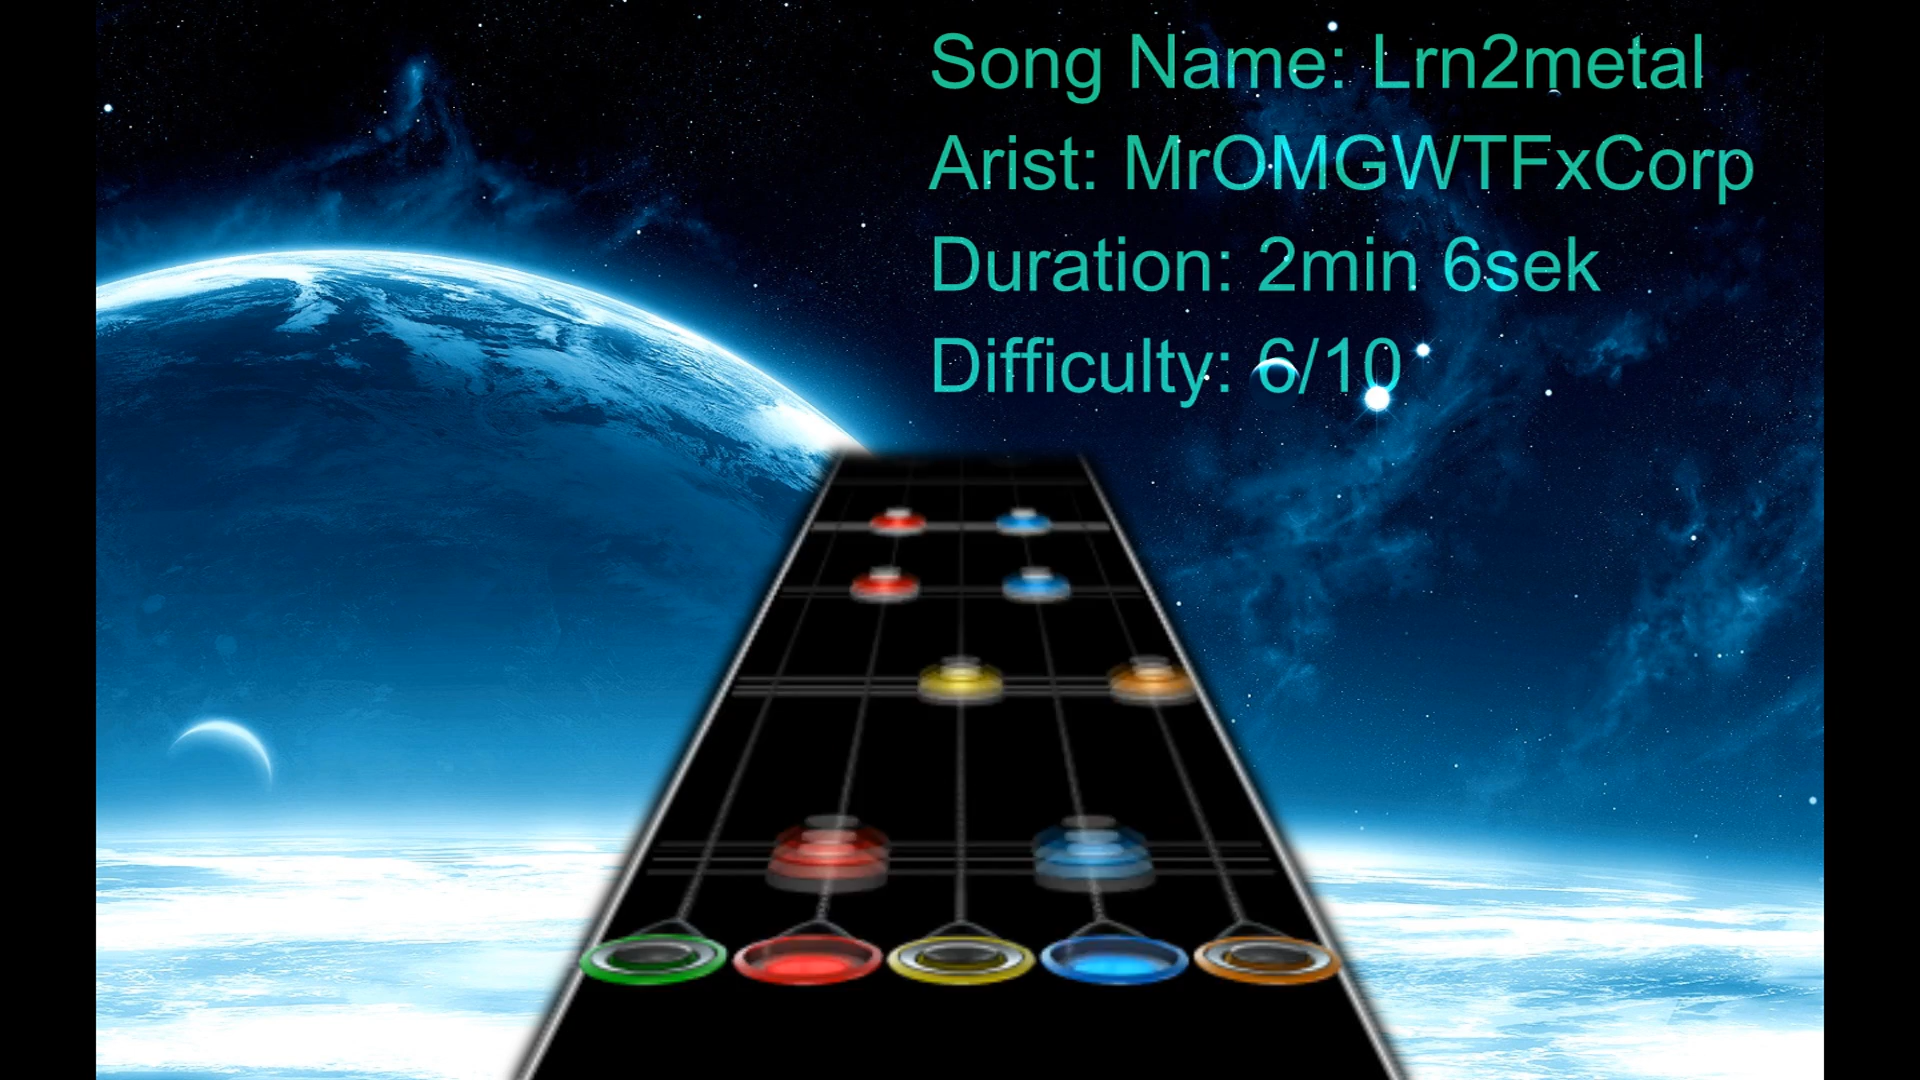 Song Name: Lrn2metal
Arist: MrOMGWTFxCorp
Duration: 2min 6sek
Difficulty: 6/10